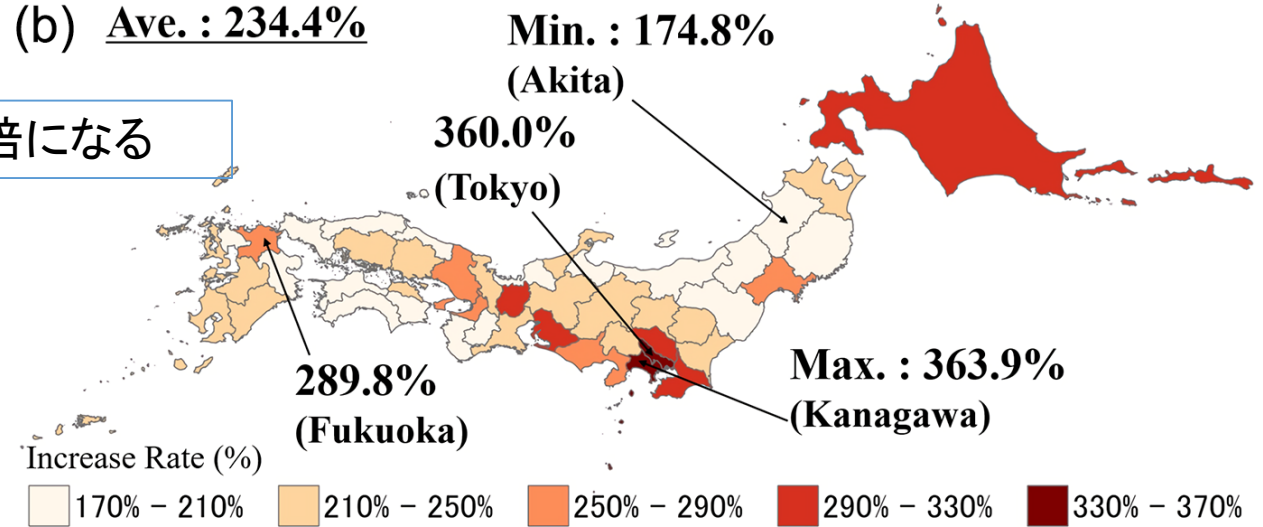 (b) Ave. : 234.4%
Min. : 174.8%
(Akita)
倍になる
360.0%
(Tokyo)
289.8%
(Fukuoka)
Max. : 363.9%
(Kanagawa)
Increase Rate (%)
170% − 210% 210% − 250% 250% − 290% 290% − 330% 330% − 370%